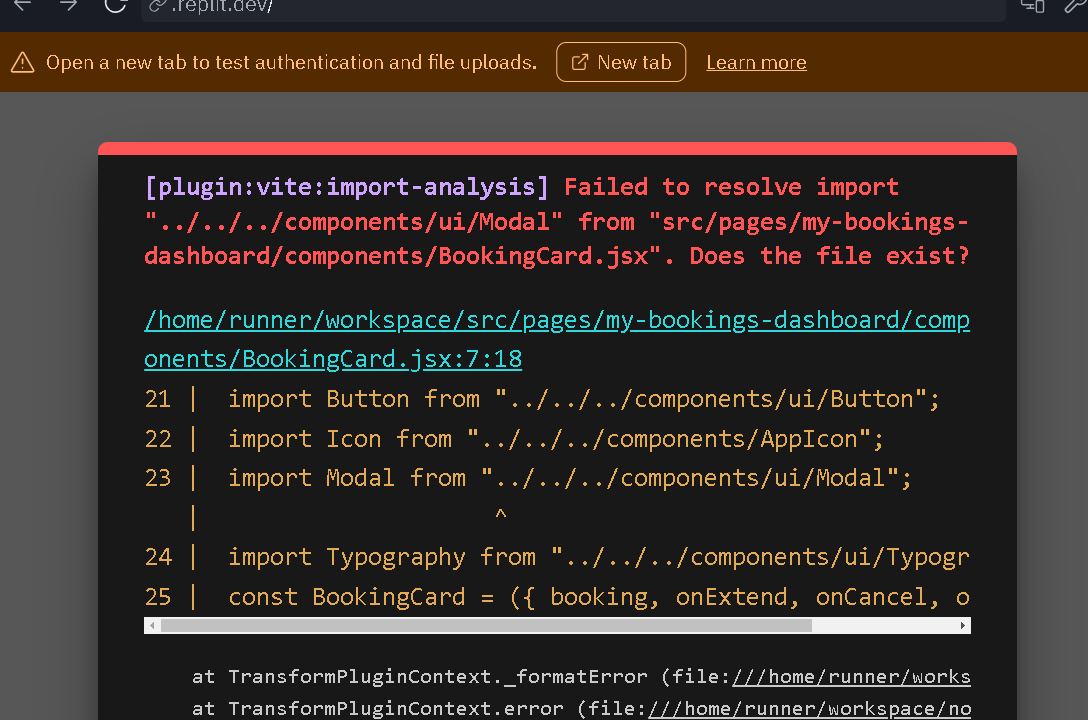 .replit.dev/
Open a new tab to test authentication and file uploads. New tab Learn more
[plugin:vite:import-analysis] Failed to resolve import
"../../../components/ui/Modal" from "src/pages/my-bookings-
dashboard/components/BookingCard.jsx". Does the file exist?
/home/runner/workspace/src/pages/my-bookings-dashboard/comp
onents/BookingCard.jsx:7:18
21 | import Button from "../../../components/ui/Button";
22 | import Icon from "../../../components/AppIcon";
23 | import Modal from "../../../components/ui/Modal";
| ^
24 | import Typography from "../../../components/ui/Typogr
25 | const BookingCard = ({ booking, onExtend, onCancel, o
at TransformPluginContext._formatError (file:///home/runner/works
at TransformPluginContext.error (file:///home/runner/workspace/no